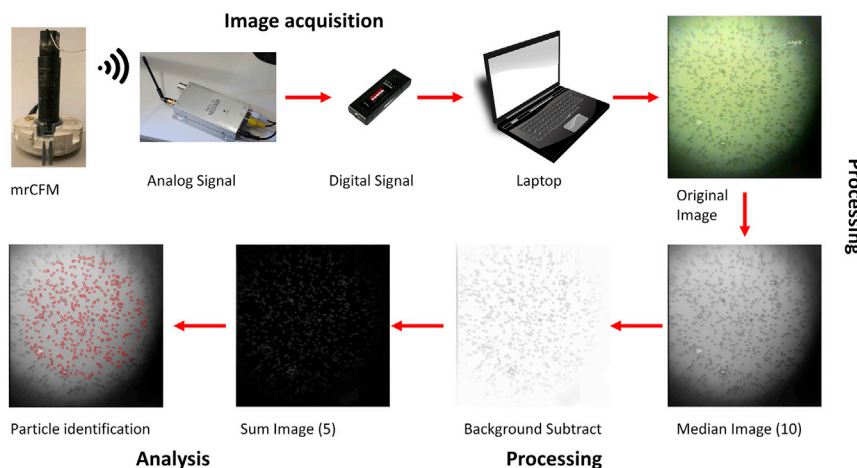 Image acquisition
mrCFM
Analog Signal
Digital Signal
Laptop
Original
Image
Processing
Particle identification
Sum Image (5)
Background Subtract
Median Image (10)
Analysis
Processing